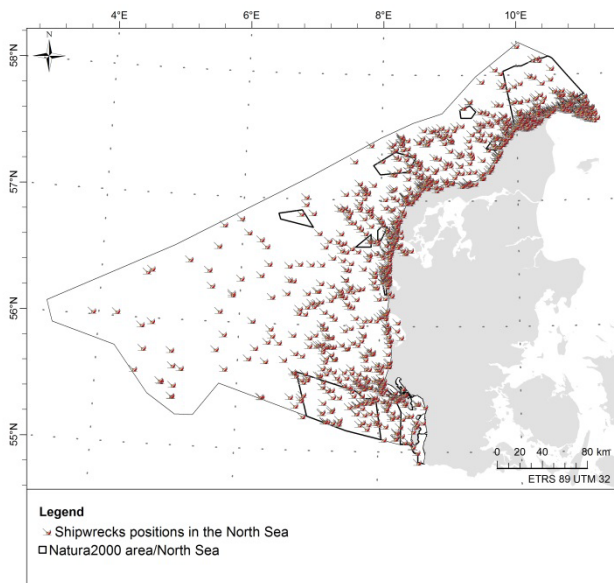 4°E 6°E 8°E 10°E
58°N
57°N
56°N
55°N
0 20 40 80 km
ETRS 89 UTM 32
Legend
Shipwrecks positions in the North Sea
Natura2000 area/North Sea